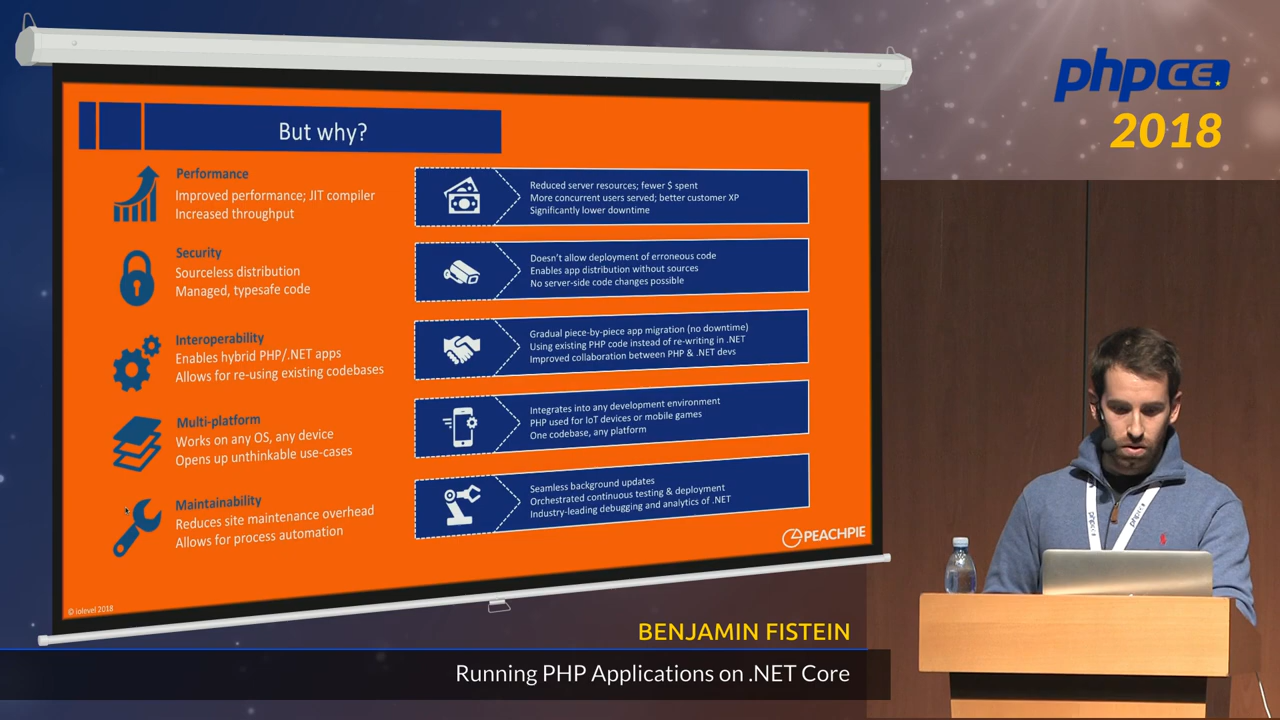 phpCE.
2018
But why?
Performance
Improved performance; JIT compiler
Increased throughput
Reduced server resources; fewer $ spent
More concurrent users served; better customer XP
Significantly lower downtime
Security
Sourceless distribution
Managed, typesafe code
Doesn't allow deployment of erroneous code
Enables app distribution without sources
No server-side code changes possible
Interoperability
Enables hybrid PHP/.NET apps
Allows for re-using existing codebases
Gradual piece-by-piece app migration (no downtime)
Using existing PHP code instead of re-writing in .NET
Improved collaboration between PHP & .NET devs
Multi-platform
Works on any OS, any device
Opens up unthinkable use-cases
Integrates into any development environment
PHP used for IoT devices or mobile games
One codebase, any platform
Maintainability
Reduces site maintenance overhead
Allows for process automation
Seamless background updates
Orchestrated continuous testing & deployment
Industry-leading debugging and analytics of .NET
PEACHPIE
© iolevel 2018
BENJAMIN FISTEIN
Running PHP Applications on .NET Core